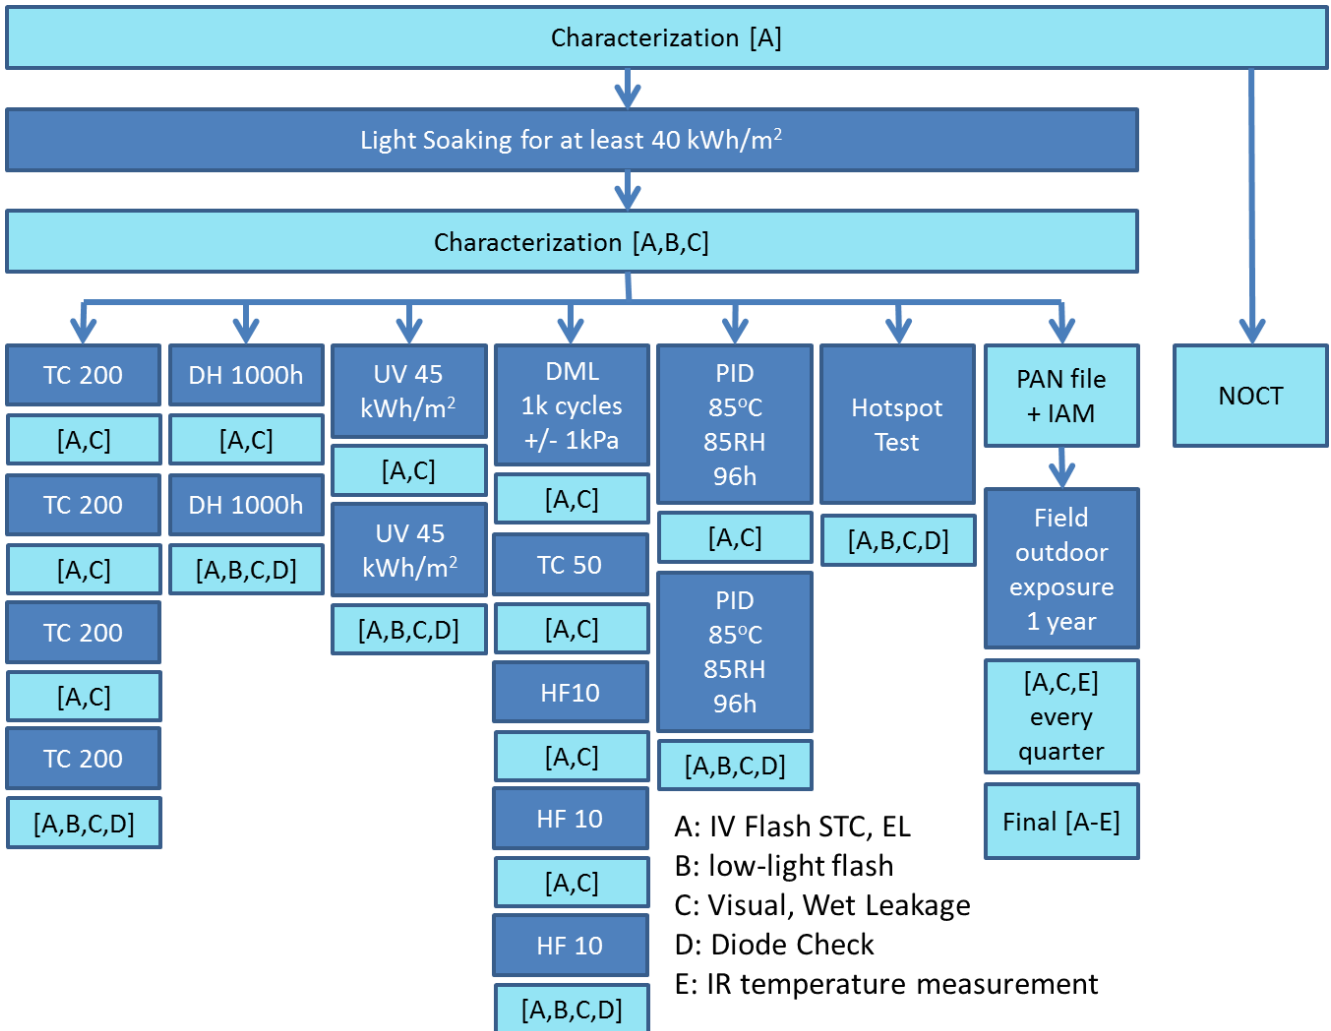 Characterization [A]
Light Soaking for at least 40 kWh/m²
Characterization [A,B,C]
TC 200
[A,C]
TC 200
[A,C]
TC 200
[A,C]
TC 200
[A,B,C,D]
DH 1000h
[A,C]
DH 1000h
[A,B,C,D]
UV 45
kWh/m²
[A,C]
UV 45
kWh/m²
[A,B,C,D]
DML
1k cycles
+/- 1kPa
[A,C]
TC 50
[A,C]
HF10
[A,C]
HF 10
[A,C]
HF 10
[A,B,C,D]
PID
85°C
85RH
96h
[A,C]
PID
85°C
85RH
96h
[A,B,C,D]
Hotspot
Test
[A,B,C,D]
PAN file
+ IAM
Field
outdoor
exposure
1 year
[A,C,E]
every
quarter
Final [A-E]
NOCT
A: IV Flash STC, EL
B: low-light flash
C: Visual, Wet Leakage
D: Diode Check
E: IR temperature measurement